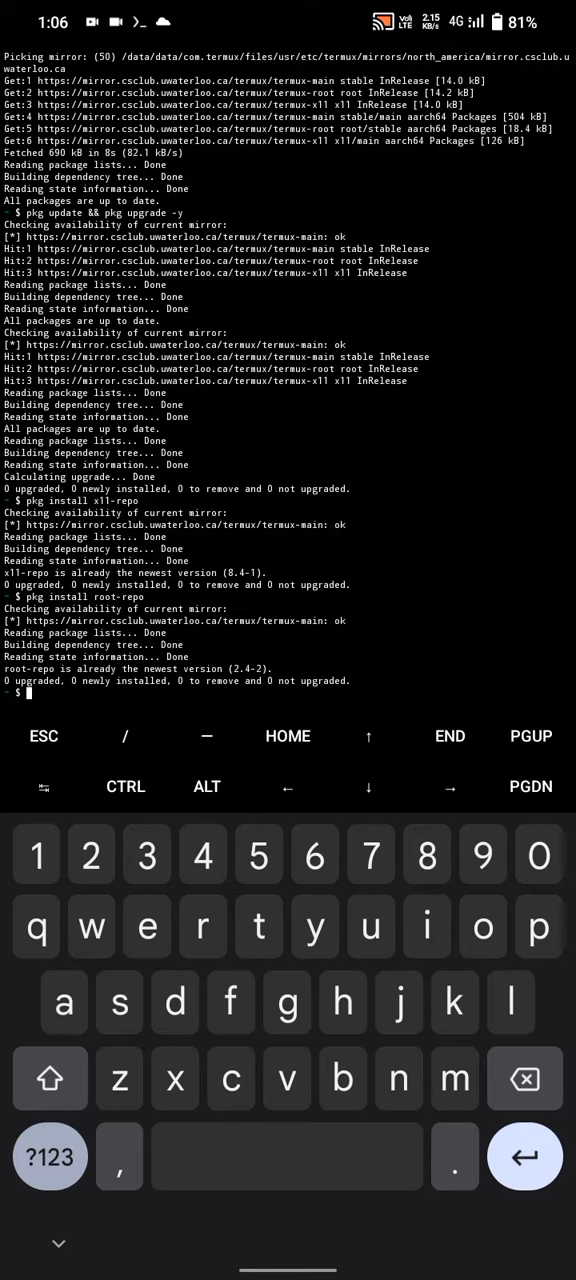 1:06 Voll LTE 2.15 KB/s 4G 81%
Picking mirror: (50) /data/data/com.termux/files/usr/etc/termux/mirrors/north_america/mirror.csclub.u
waterloo.ca
Get:1 https://mirror.csclub.uwaterloo.ca/termux/termux-main stable InRelease [14.0 kB]
Get:2 https://mirror.csclub.uwaterloo.ca/termux/termux-root root InRelease [14.2 kB]
Get:3 https://mirror.csclub.uwaterloo.ca/termux/termux-x11 x11 InRelease [14.0 kB]
Get:4 https://mirror.csclub.uwaterloo.ca/termux/termux-main stable/main aarch64 Packages [504 kB]
Get:5 https://mirror.csclub.uwaterloo.ca/termux/termux-root root/stable aarch64 Packages [18.4 kB]
Get:6 https://mirror.csclub.uwaterloo.ca/termux/termux-x11 x11/main aarch64 Packages [126 kB]
Fetched 690 kB in 8s (82.1 kB/s)
Reading package lists... Done
Building dependency tree... Done
Reading state information... Done
All packages are up to date.
~ $ pkg update && pkg upgrade -y
Checking availability of current mirror:
[*] https://mirror.csclub.uwaterloo.ca/termux/termux-main: ok
Hit:1 https://mirror.csclub.uwaterloo.ca/termux/termux-main stable InRelease
Hit:2 https://mirror.csclub.uwaterloo.ca/termux/termux-root root InRelease
Hit:3 https://mirror.csclub.uwaterloo.ca/termux/termux-x11 x11 InRelease
Reading package lists... Done
Building dependency tree... Done
Reading state information... Done
All packages are up to date.
Checking availability of current mirror:
[*] https://mirror.csclub.uwaterloo.ca/termux/termux-main: ok
Hit:1 https://mirror.csclub.uwaterloo.ca/termux/termux-main stable InRelease
Hit:2 https://mirror.csclub.uwaterloo.ca/termux/termux-root root InRelease
Hit:3 https://mirror.csclub.uwaterloo.ca/termux/termux-x11 x11 InRelease
Reading package lists... Done
Building dependency tree... Done
Reading state information... Done
All packages are up to date.
Reading package lists... Done
Building dependency tree... Done
Reading state information... Done
Calculating upgrade... Done
0 upgraded, 0 newly installed, 0 to remove and 0 not upgraded.
~ $ pkg install x11-repo
Checking availability of current mirror:
[*] https://mirror.csclub.uwaterloo.ca/termux/termux-main: ok
Reading package lists... Done
Building dependency tree... Done
Reading state information... Done
x11-repo is already the newest version (8.4-1).
0 upgraded, 0 newly installed, 0 to remove and 0 not upgraded.
~ $ pkg install root-repo
Checking availability of current mirror:
[*] https://mirror.csclub.uwaterloo.ca/termux/termux-main: ok
Reading package lists... Done
Building dependency tree... Done
Reading state information... Done
root-repo is already the newest version (2.4-2).
0 upgraded, 0 newly installed, 0 to remove and 0 not upgraded.
~ $
ESC / — HOME ↑ END PGUP
↹ CTRL ALT ← ↓ → PGDN
1 2 3 4 5 6 7 8 9 0
q w e r t y u i o p
a s d f g h j k l
z x c v b n m
?123 , .